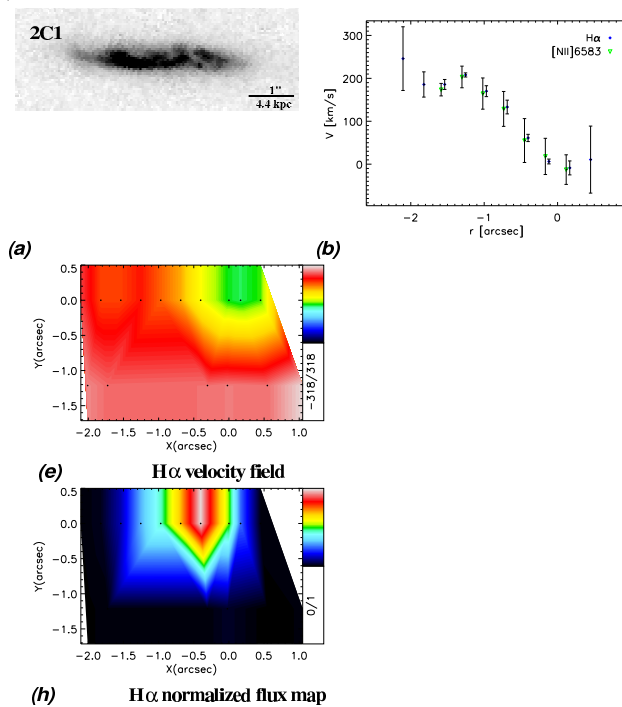 2C1
1"
4.4 kpc
Hα
[NII]6583
300
200
100
0
V [km/s]
-2 -1 0
r [arcsec]
(a)
(b)
0.5
0.0
-0.5
-1.0
-1.5
Y(arcsec)
-2.0 -1.5 -1.0 -0.5 0.0 0.5 1.0
X(arcsec)
-318/318
(e) Hα velocity field
0.5
0.0
-0.5
-1.0
-1.5
Y(arcsec)
-2.0 -1.5 -1.0 -0.5 0.0 0.5 1.0
X(arcsec)
0/1
(h) Hα normalized flux map